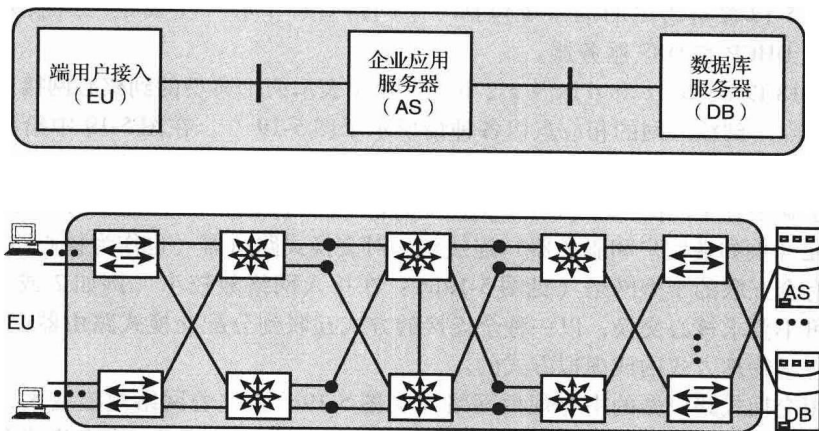 端用户接入
（EU）
企业应用
服务器
（AS）
数据库
服务器
（DB）
EU
AS
DB